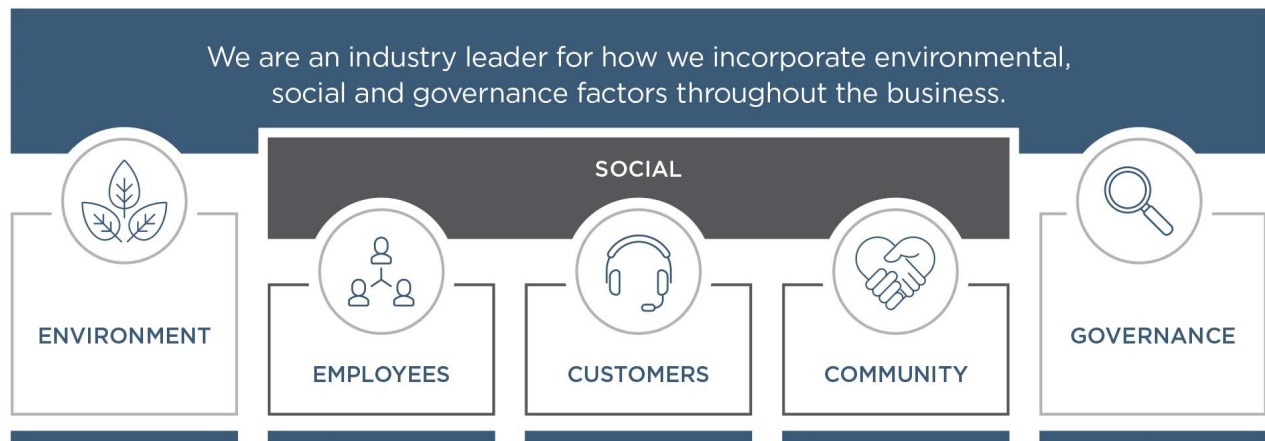 We are an industry leader for how we incorporate environmental,
social and governance factors throughout the business.
SOCIAL
ENVIRONMENT
EMPLOYEES
CUSTOMERS
COMMUNITY
GOVERNANCE